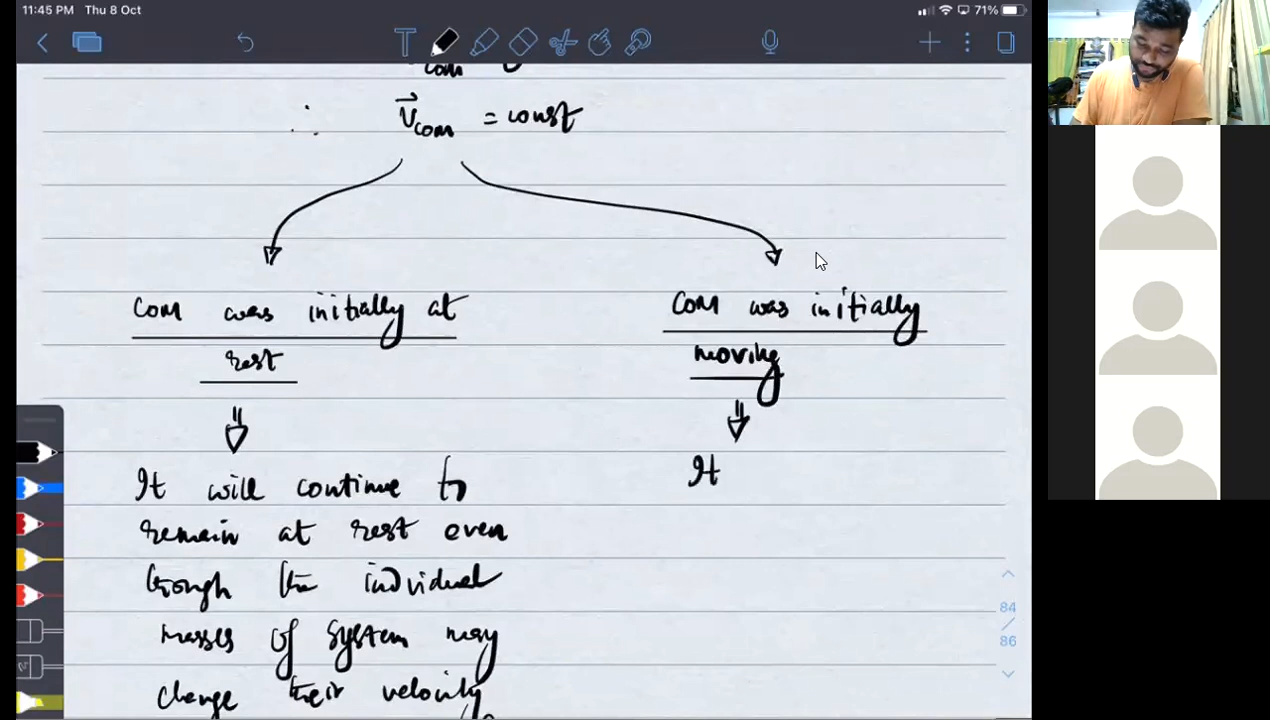 11:45 PM Thu 8 Oct
71%
T
com
∴ v⃗com = const
com was initially at
rest
com was initially
moving
It will continue to
remain at rest even
though the individual
masses of system may
change their velocity
It
84
/
86